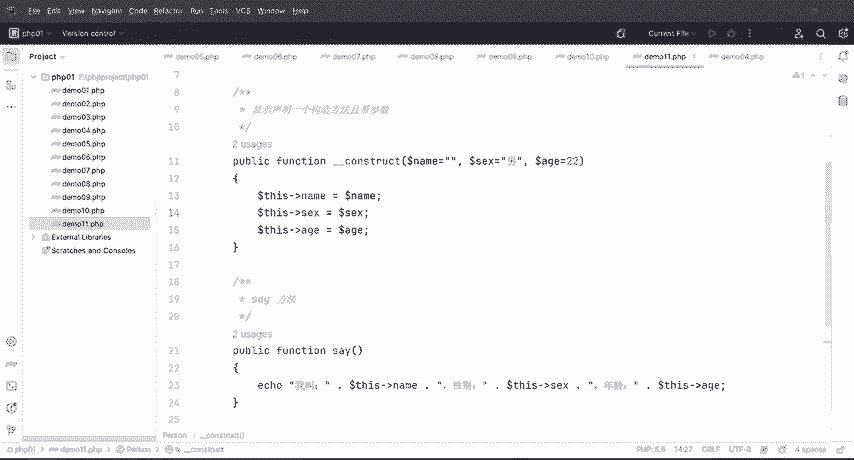 File Edit View Navigate Code Refactor Run Tools VCS Window Help
php01 Version control Current File
Project
demo05.php demo06.php demo07.php demo08.php demo09.php demo10.php demo11.php demo04.php
php01 F:\phpproject\php01
demo01.php
demo02.php
demo03.php
demo04.php
demo05.php
demo06.php
demo07.php
demo08.php
demo09.php
demo10.php
demo11.php
External Libraries
Scratches and Consoles
7
8 /**
9 * 显示声明一个构造方法且带参数
10 */
2 usages
11 public function __construct($name="", $sex="男", $age=22)
12 {
13 $this->name = $name;
14 $this->sex = $sex;
15 $this->age = $age;
16 }
17
18 /**
19 * say 方法
20 */
2 usages
21 public function say()
22 {
23 echo "我叫：" . $this->name . "，性别：" . $this->sex . "，年龄：" . $this->age;
24 }
25
Person › __construct()
php01 › demo11.php › Person › __construct PHP: 5.6 14:27 CRLF UTF-8 4 spaces